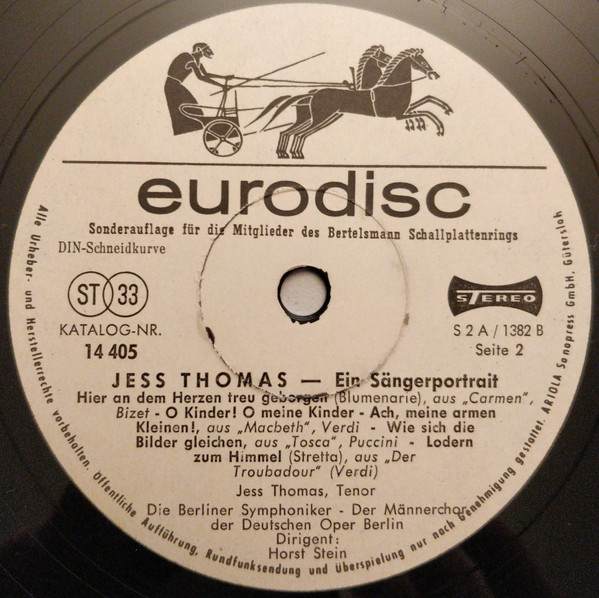 eurodisc
Sonderauflage für die Mitglieder des Bertelsmann Schallplattenrings
DIN-Schneidkurve
ST 33
STEREO
KATALOG-NR.
14 405
S 2 A / 1382 B
Seite 2
JESS THOMAS — Ein Sängerportrait
Hier an dem Herzen treu geborgen (Blumenarie), aus „Carmen",
Bizet - O Kinder! O meine Kinder - Ach, meine armen
Kleinen!, aus „Macbeth", Verdi - Wie sich die
Bilder gleichen, aus „Tosca", Puccini - Lodern
zum Himmel (Stretta), aus „Der
Troubadour" (Verdi)
Jess Thomas, Tenor
Die Berliner Symphoniker - Der Männerchor
der Deutschen Oper Berlin
Dirigent:
Horst Stein
Alle Urheber- und Herstellerrechte vorbehalten. Öffentliche Aufführung, Rundfunksendung und Überspielung nur nach Genehmigung gestattet. ARIOLA Sonopress GmbH. Gütersloh